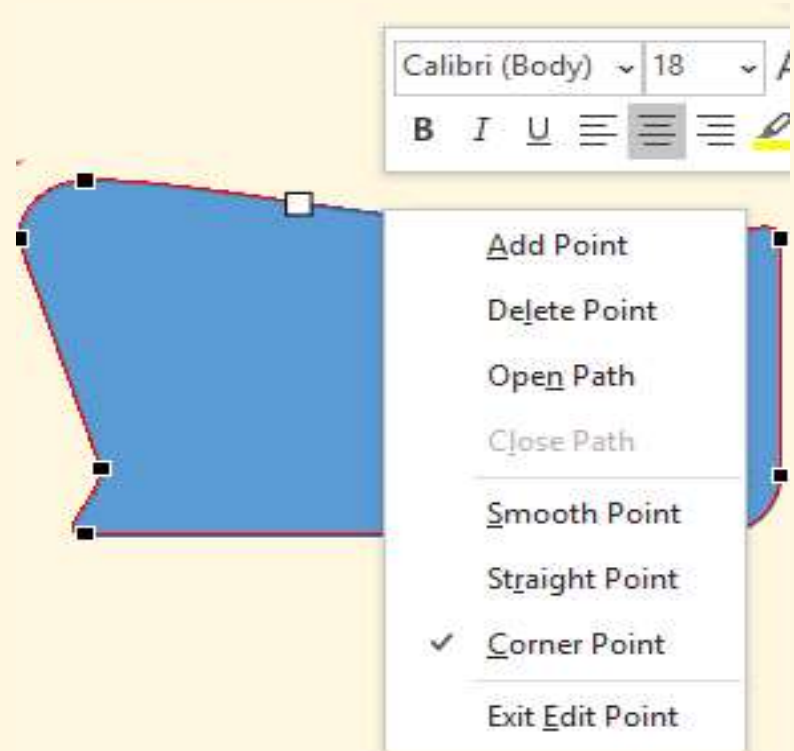 Calibri (Body) 18 A
B I U
Add Point
Delete Point
Open Path
Close Path
Smooth Point
Straight Point
Corner Point
Exit Edit Point